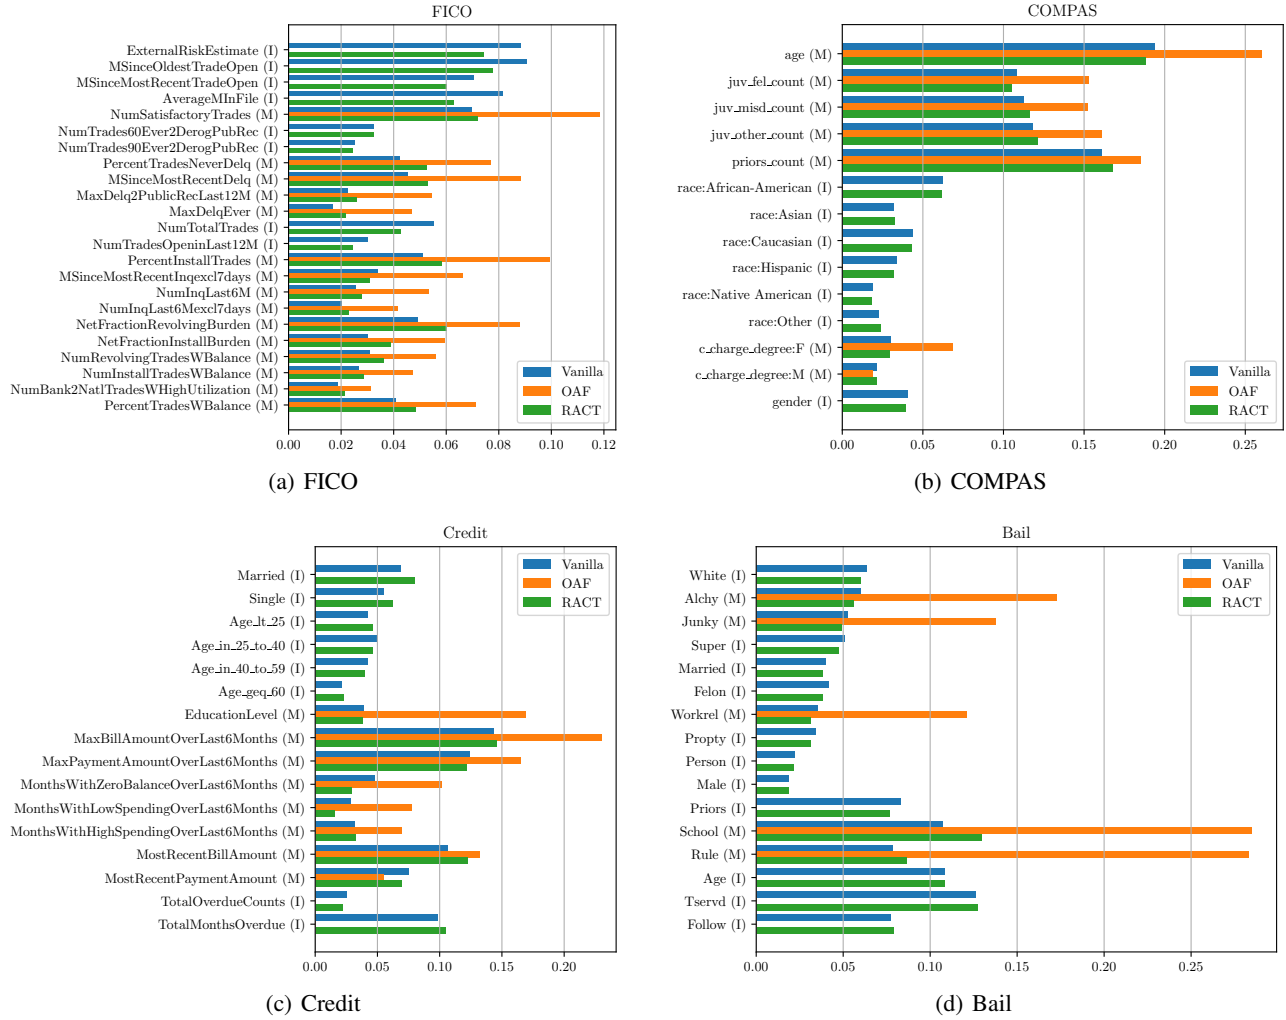 FICO
ExternalRiskEstimate (I)
MSinceOldestTradeOpen (I)
MSinceMostRecentTradeOpen (I)
AverageMInFile (I)
NumSatisfactoryTrades (M)
NumTrades60Ever2DerogPubRec (I)
NumTrades90Ever2DerogPubRec (I)
PercentTradesNeverDelq (M)
MSinceMostRecentDelq (M)
MaxDelq2PublicRecLast12M (M)
MaxDelqEver (M)
NumTotalTrades (I)
NumTradesOpeninLast12M (I)
PercentInstallTrades (M)
MSinceMostRecentInqexcl7days (M)
NumInqLast6M (M)
NumInqLast6Mexcl7days (M)
NetFractionRevolvingBurden (M)
NetFractionInstallBurden (M)
NumRevolvingTradesWBalance (M)
NumInstallTradesWBalance (M)
NumBank2NatlTradesWHighUtilization (M)
PercentTradesWBalance (M)
Vanilla
OAF
RACT
0.00 0.02 0.04 0.06 0.08 0.10 0.12
(a) FICO
COMPAS
age (M)
juv_fel_count (M)
juv_misd_count (M)
juv_other_count (M)
priors_count (M)
race:African-American (I)
race:Asian (I)
race:Caucasian (I)
race:Hispanic (I)
race:Native American (I)
race:Other (I)
c_charge_degree:F (M)
c_charge_degree:M (M)
gender (I)
Vanilla
OAF
RACT
0.00 0.05 0.10 0.15 0.20 0.25
(b) COMPAS
Credit
Married (I)
Single (I)
Age_lt_25 (I)
Age_in_25_to_40 (I)
Age_in_40_to_59 (I)
Age_geq_60 (I)
EducationLevel (M)
MaxBillAmountOverLast6Months (M)
MaxPaymentAmountOverLast6Months (M)
MonthsWithZeroBalanceOverLast6Months (M)
MonthsWithLowSpendingOverLast6Months (M)
MonthsWithHighSpendingOverLast6Months (M)
MostRecentBillAmount (M)
MostRecentPaymentAmount (M)
TotalOverdueCounts (I)
TotalMonthsOverdue (I)
Vanilla
OAF
RACT
0.00 0.05 0.10 0.15 0.20
(c) Credit
Bail
White (I)
Alchy (M)
Junky (M)
Super (I)
Married (I)
Felon (I)
Workrel (M)
Propty (I)
Person (I)
Male (I)
Priors (I)
School (M)
Rule (M)
Age (I)
Tservd (I)
Follow (I)
Vanilla
OAF
RACT
0.00 0.05 0.10 0.15 0.20 0.25
(d) Bail